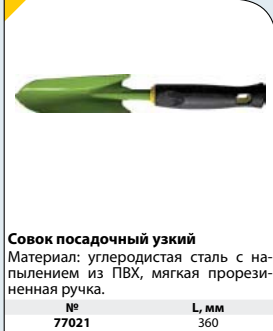 Совок посадочный узкий
Материал: углеродистая сталь с на-
пылением из ПВХ, мягкая прорези-
ненная ручка.
№ L, мм
77021 360